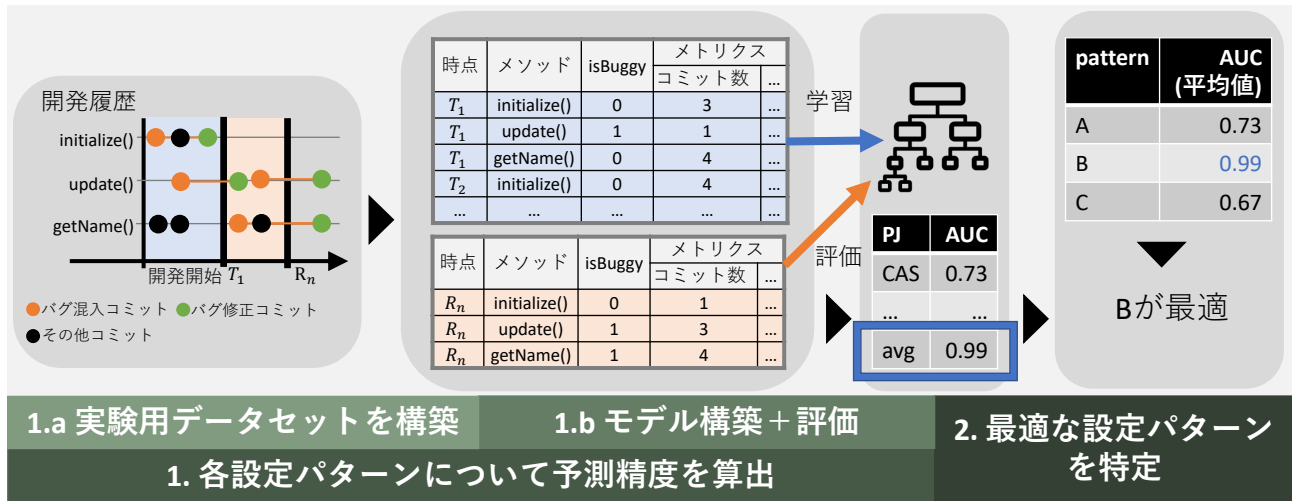 開発履歴
initialize()
update()
getName()
開発開始 T1 Rn
バグ混入コミット バグ修正コミット
その他コミット
時点 メソッド isBuggy メトリクス
コミット数 ...
T1 initialize() 0 3 ...
T1 update() 1 1 ...
T1 getName() 0 4 ...
T2 initialize() 0 4 ...
... ... ... ... ...
時点 メソッド isBuggy メトリクス
コミット数 ...
Rn initialize() 0 1 ...
Rn update() 1 3 ...
Rn getName() 1 4 ...
学習
評価
PJ AUC
CAS 0.73
... ...
avg 0.99
pattern AUC
(平均値)
A 0.73
B 0.99
C 0.67
Bが最適
1.a 実験用データセットを構築
1.b モデル構築＋評価
1. 各設定パターンについて予測精度を算出
2. 最適な設定パターン
を特定